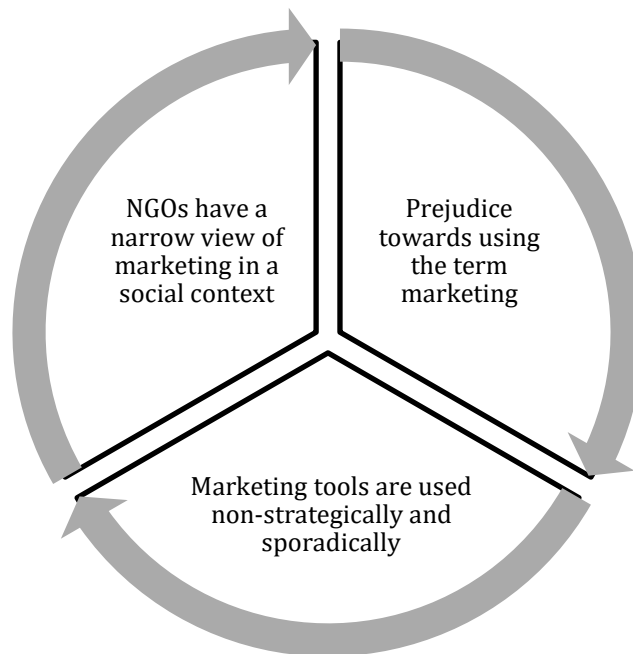 NGOs have a
narrow view of
marketing in a
social context
Prejudice
towards using
the term
marketing
Marketing tools are used
non-strategically and
sporadically